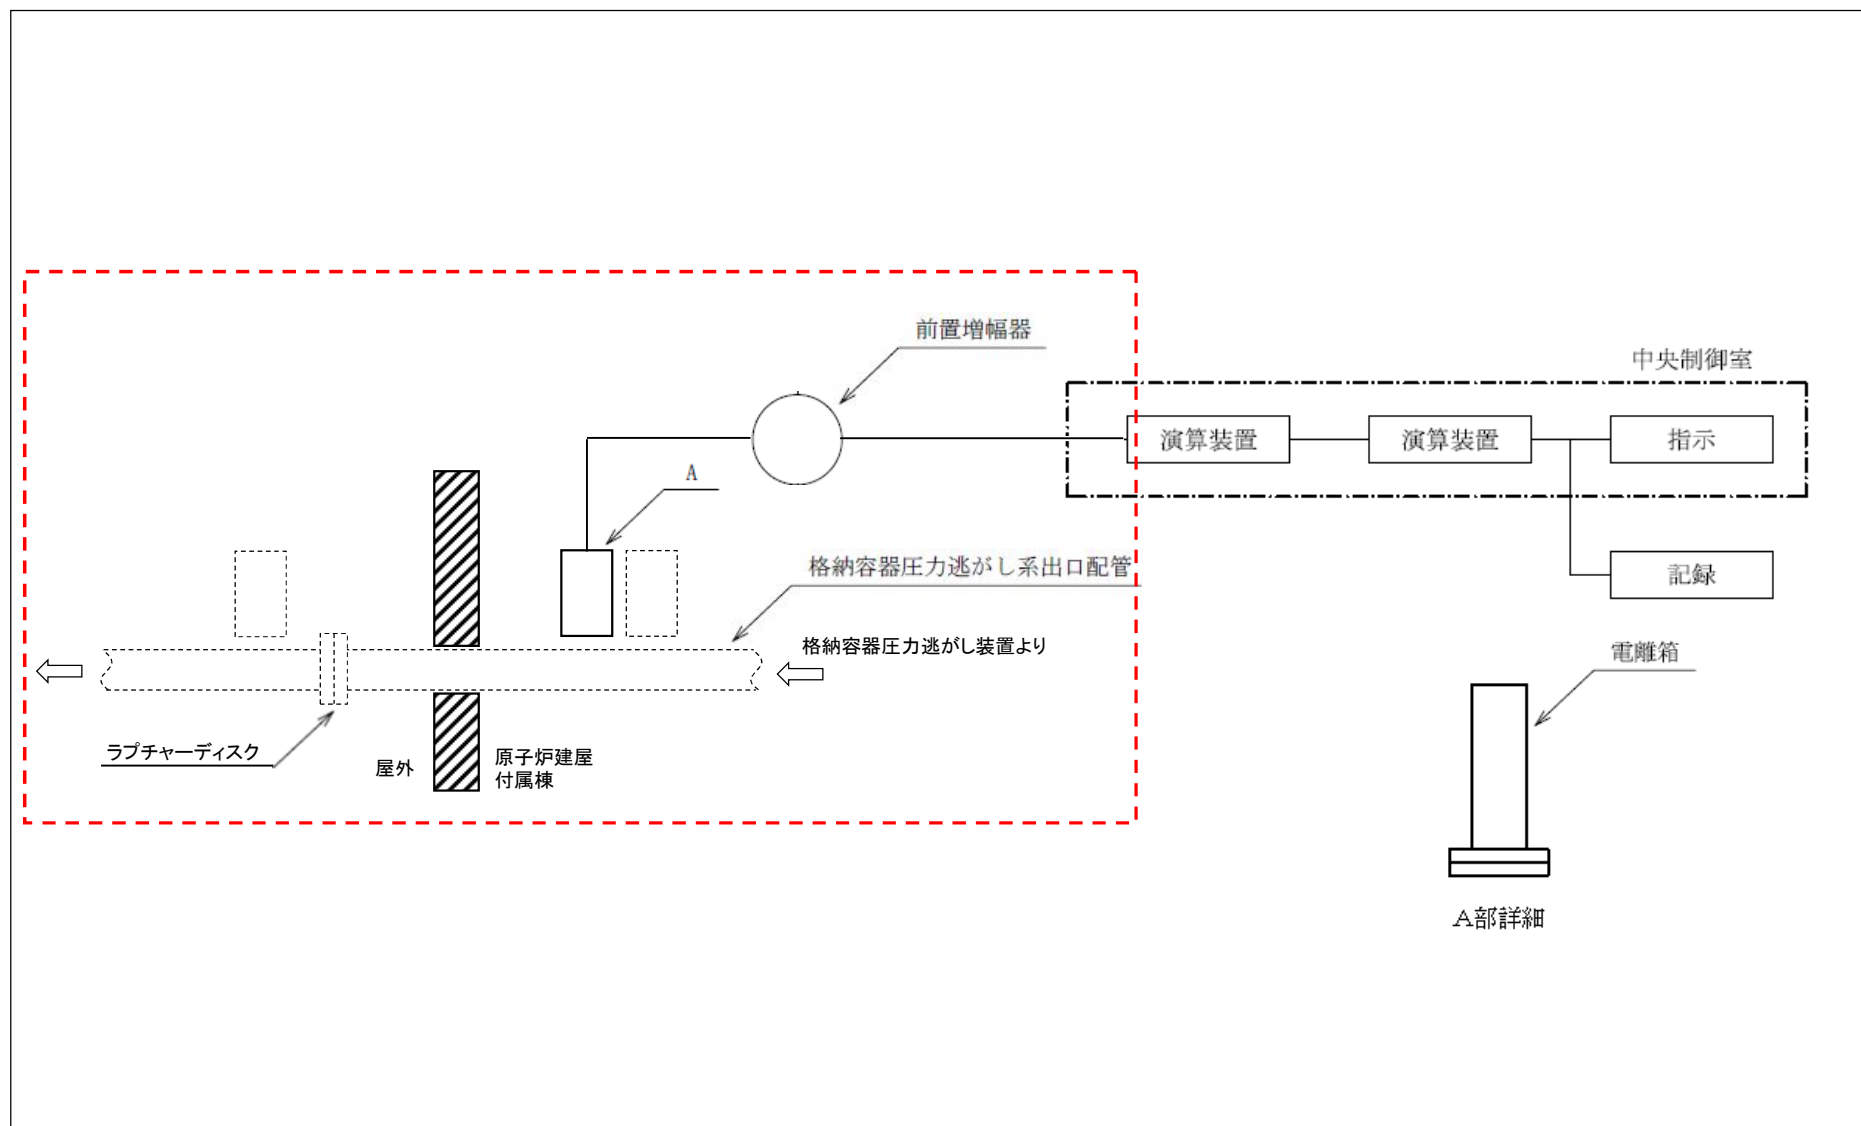 前置増幅器
中央制御室
演算装置
演算装置
指示
A
記録
格納容器圧力逃がし系出口配管
格納容器圧力逃がし装置より
電離箱
ラプチャーディスク
屋外
原子炉建屋
付属棟
A部詳細